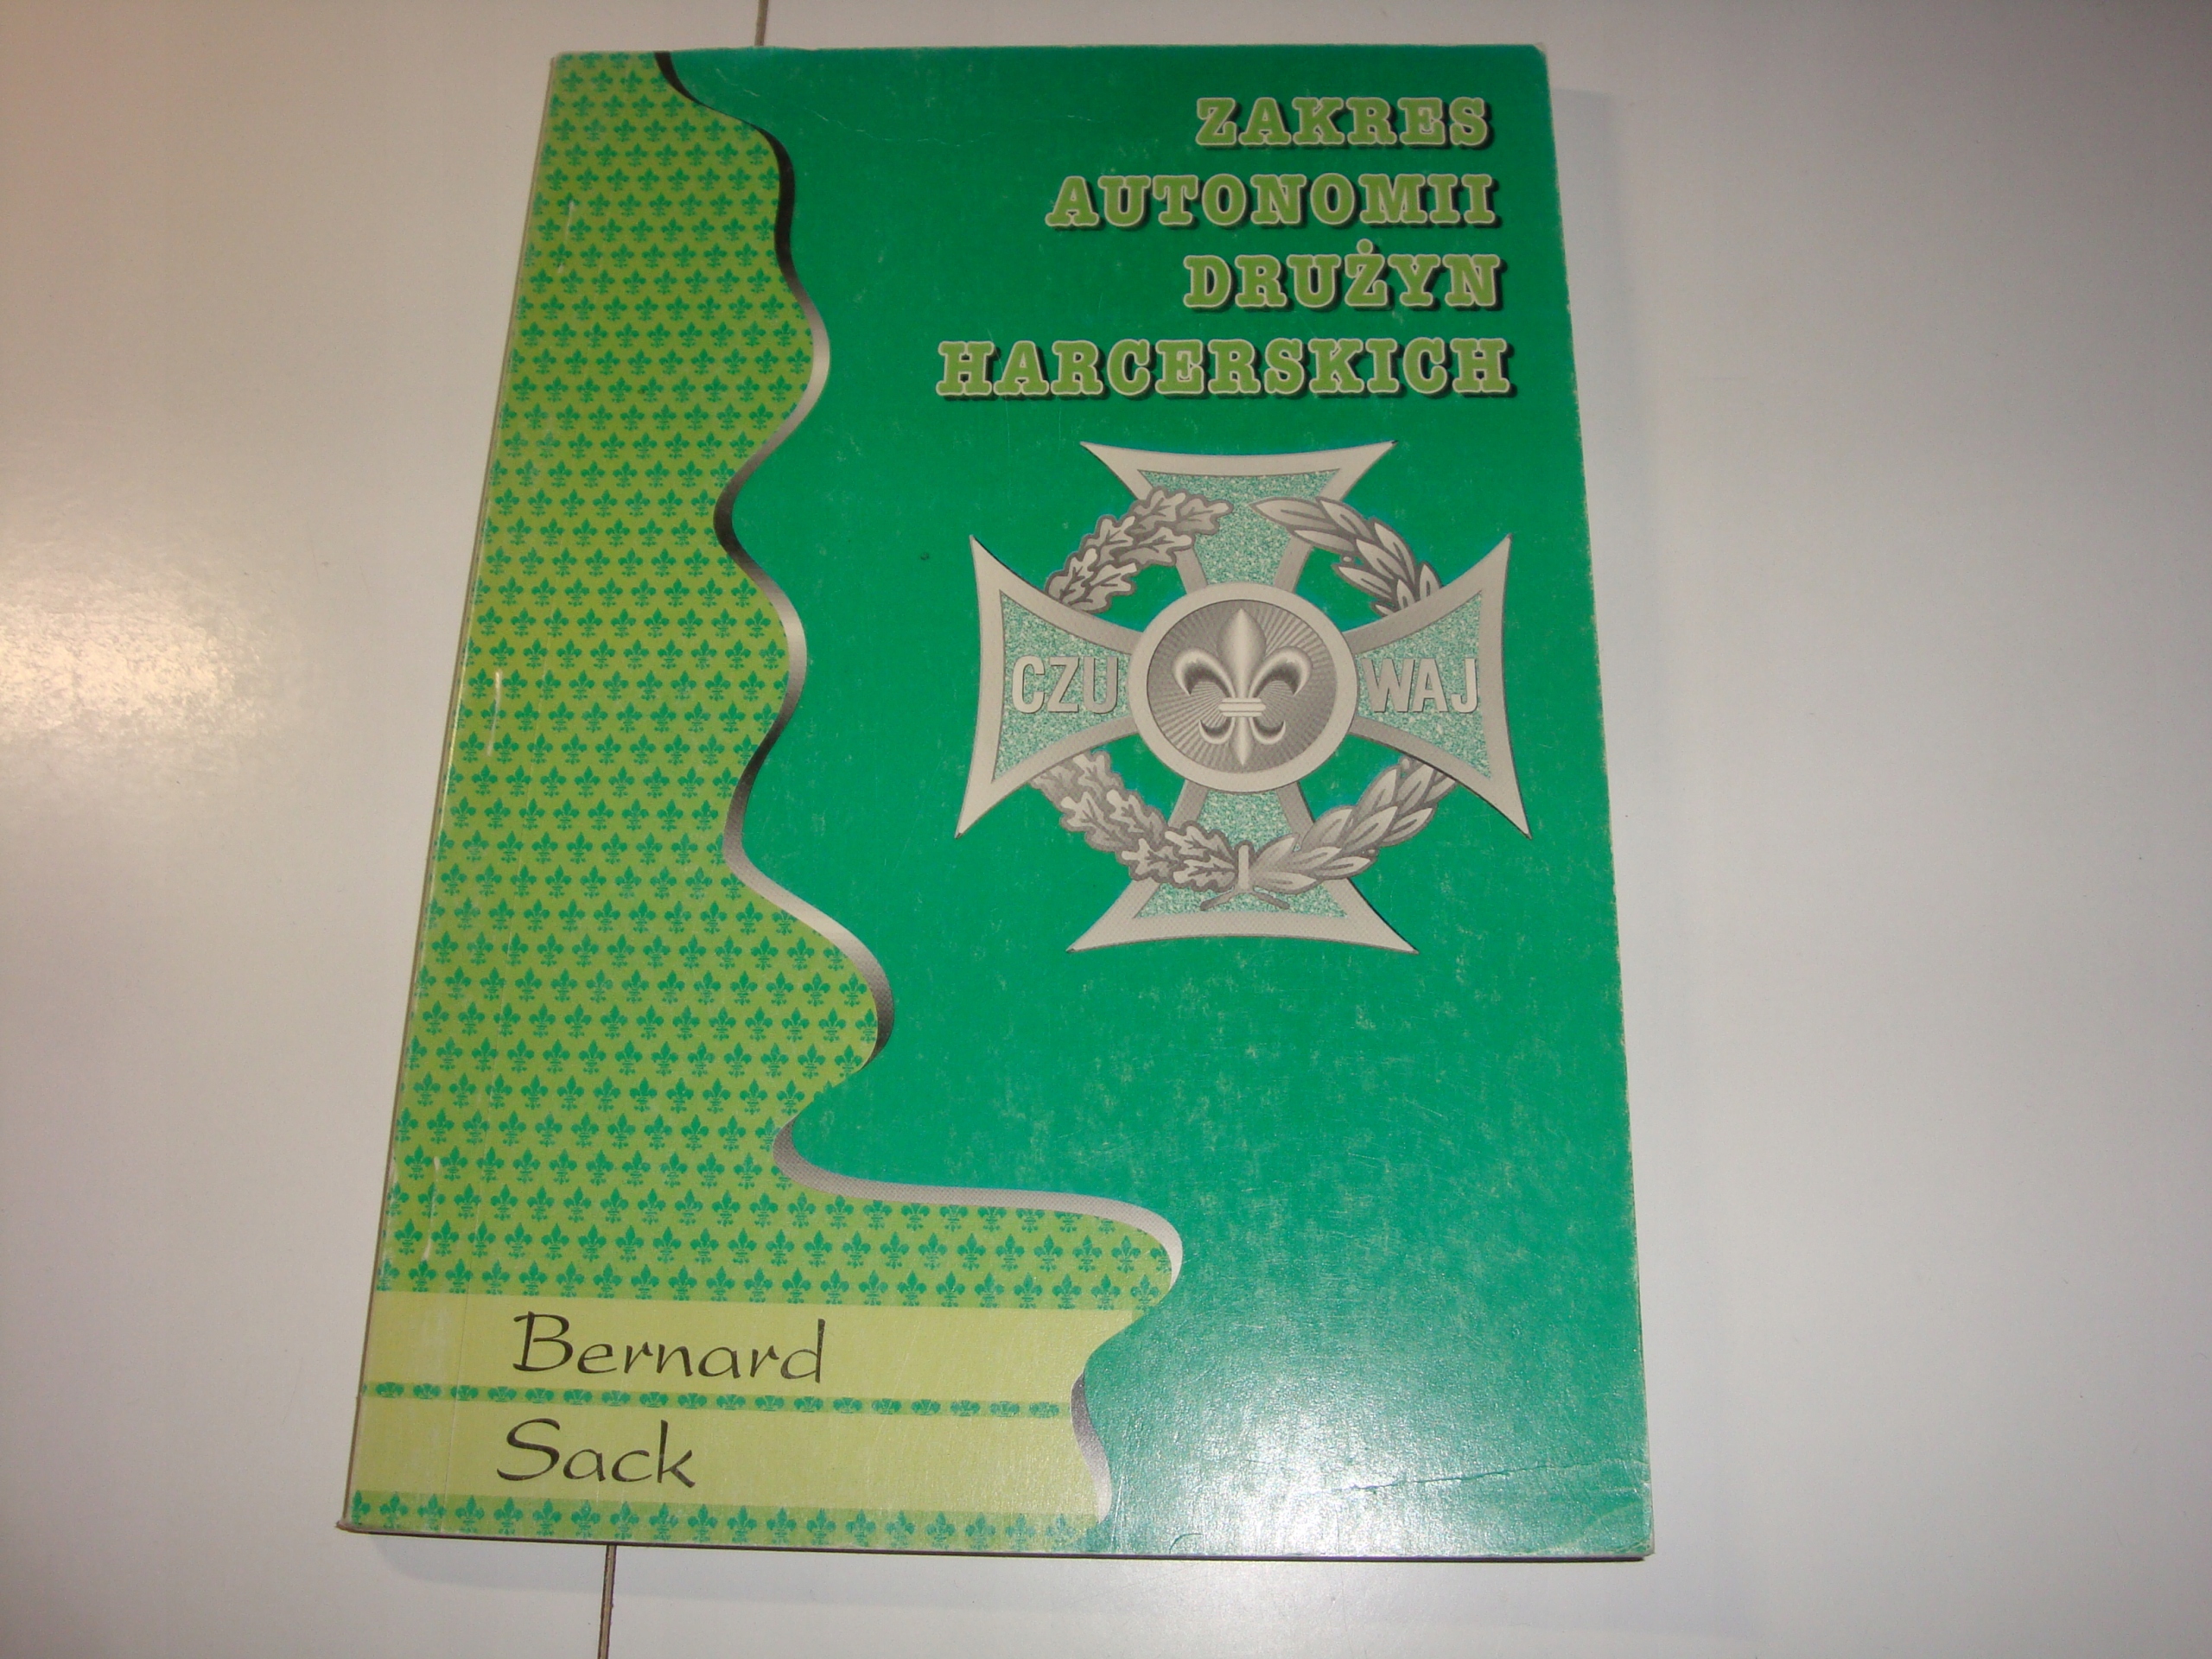 ZAKRES
AUTONOMII
DRUŻYN
HARCERSKICH
CZU WAJ
Bernard
Sack